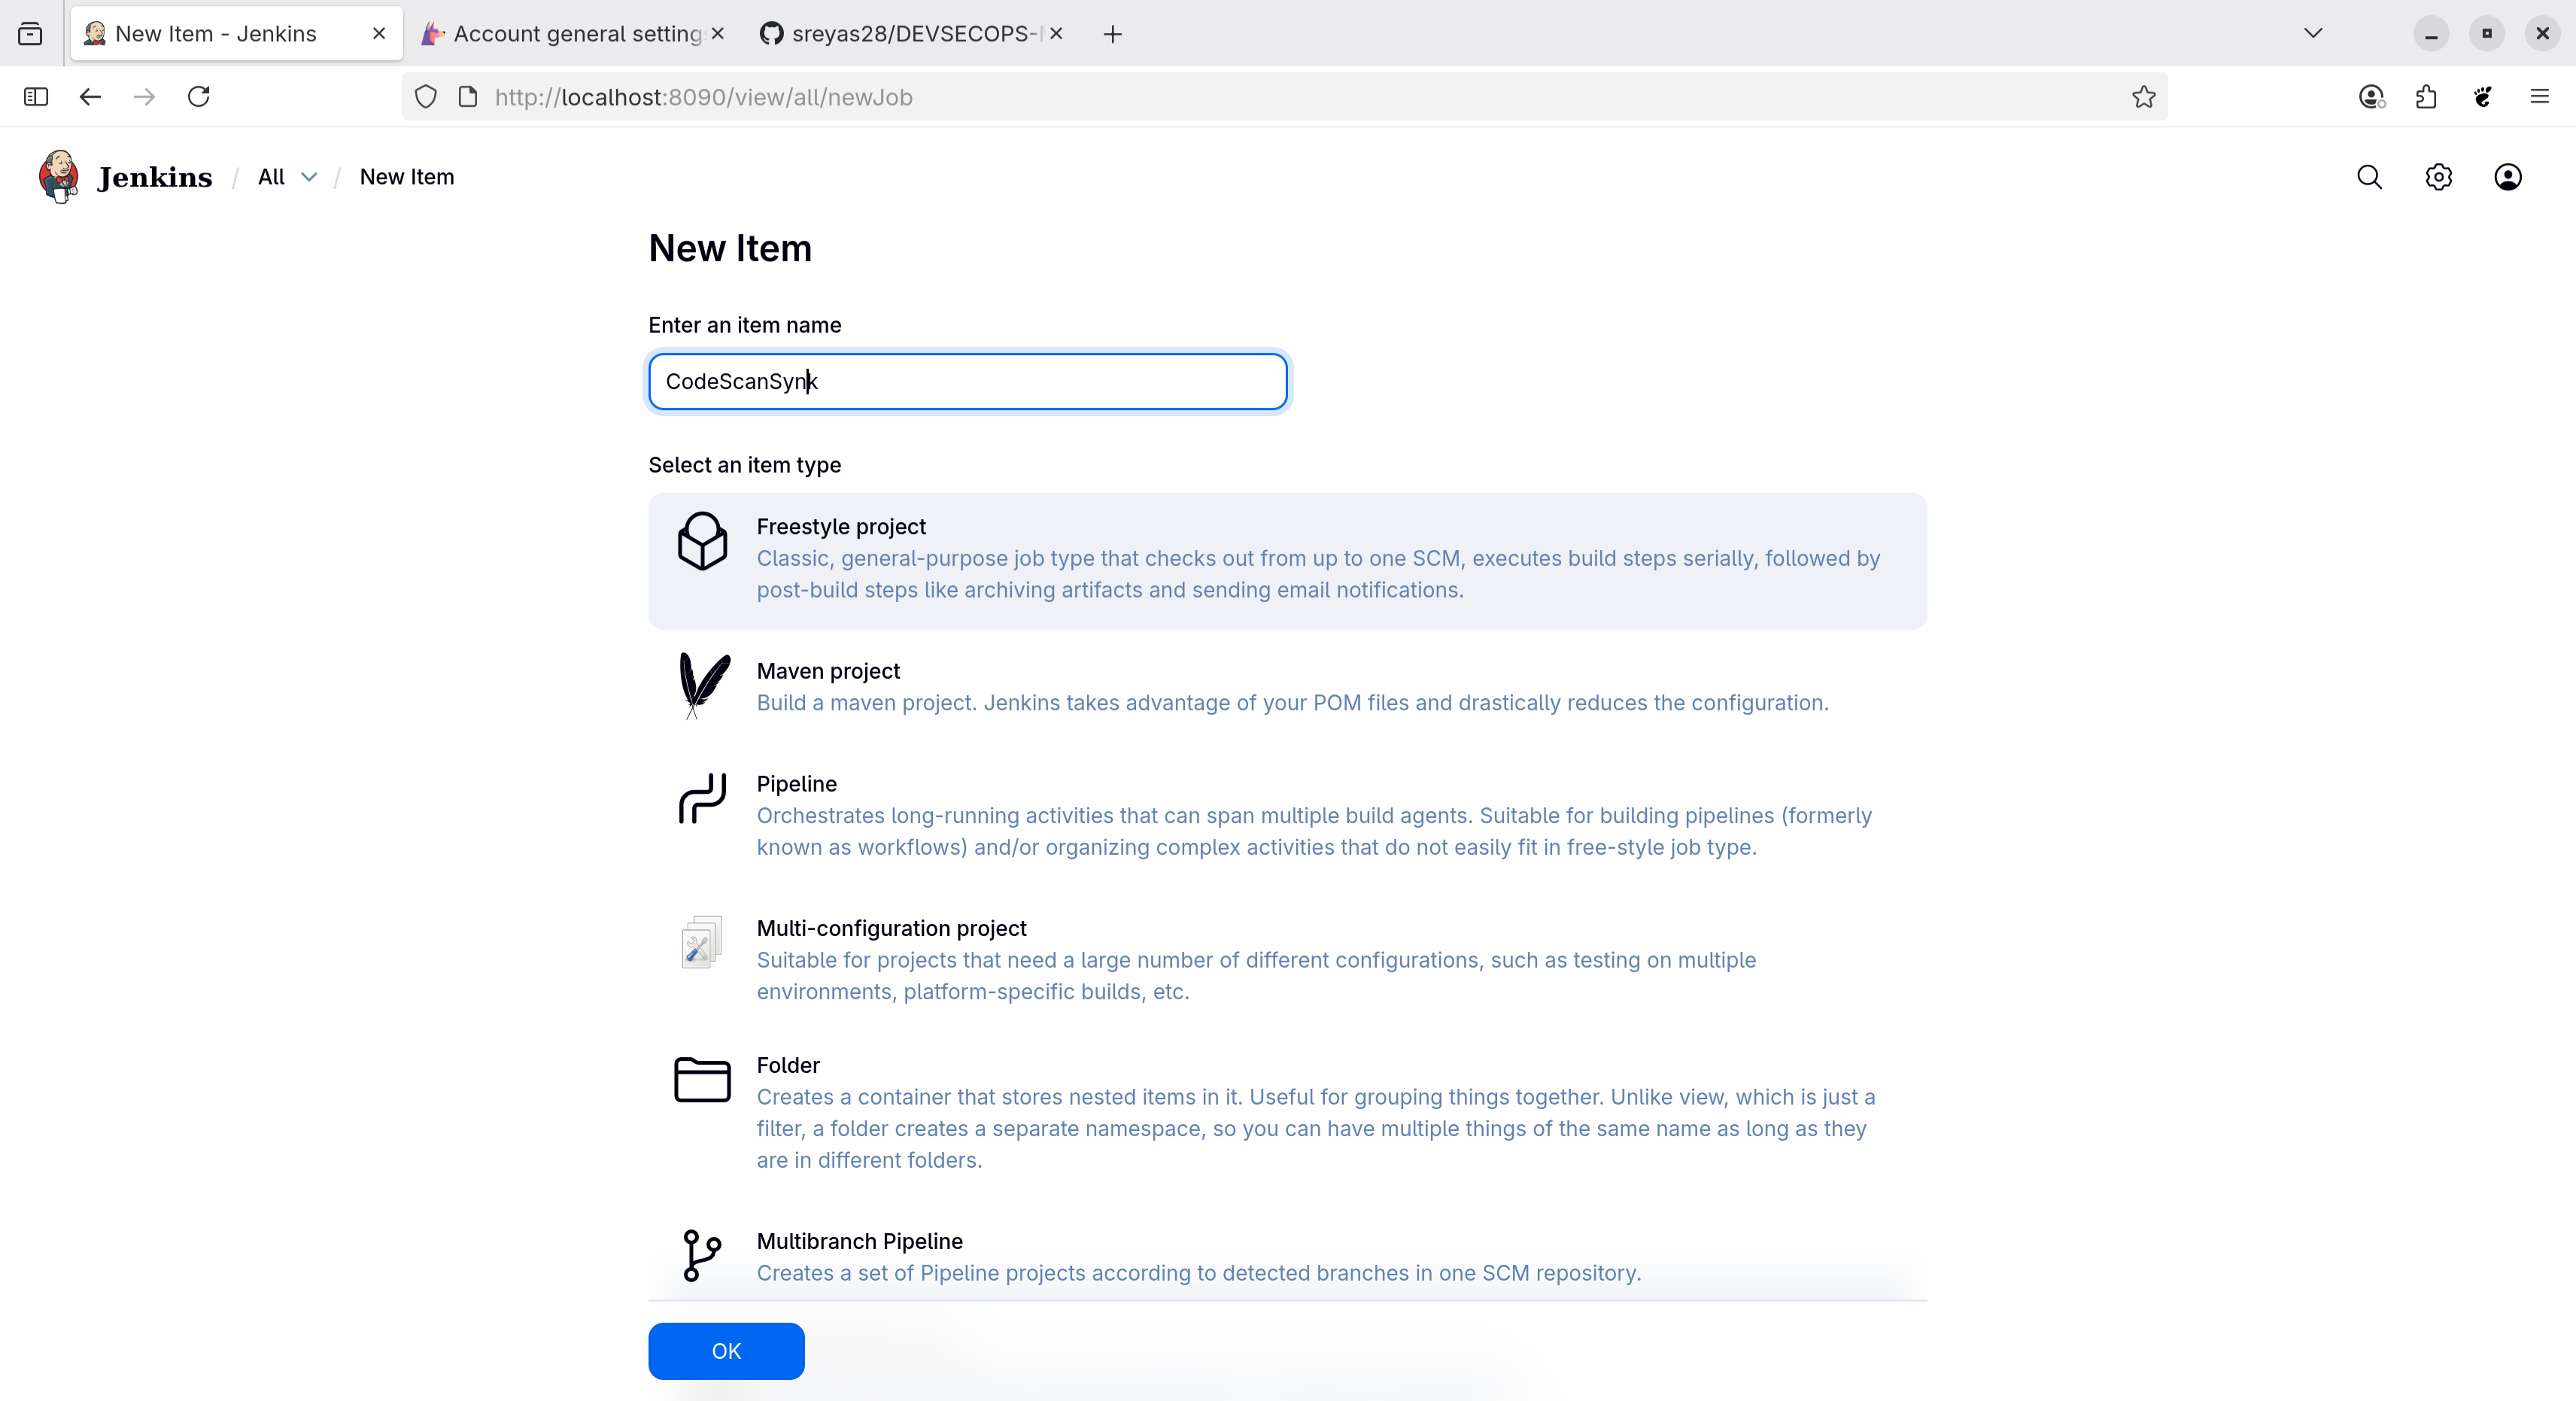 New Item - Jenkins
Account general setting
sreyas28/DEVSECOPS-
http://localhost:8090/view/all/newJob
Jenkins / All / New Item
New Item
Enter an item name
CodeScanSynk
Select an item type
Freestyle project
Classic, general-purpose job type that checks out from up to one SCM, executes build steps serially, followed by
post-build steps like archiving artifacts and sending email notifications.
Maven project
Build a maven project. Jenkins takes advantage of your POM files and drastically reduces the configuration.
Pipeline
Orchestrates long-running activities that can span multiple build agents. Suitable for building pipelines (formerly
known as workflows) and/or organizing complex activities that do not easily fit in free-style job type.
Multi-configuration project
Suitable for projects that need a large number of different configurations, such as testing on multiple
environments, platform-specific builds, etc.
Folder
Creates a container that stores nested items in it. Useful for grouping things together. Unlike view, which is just a
filter, a folder creates a separate namespace, so you can have multiple things of the same name as long as they
are in different folders.
Multibranch Pipeline
Creates a set of Pipeline projects according to detected branches in one SCM repository.
OK